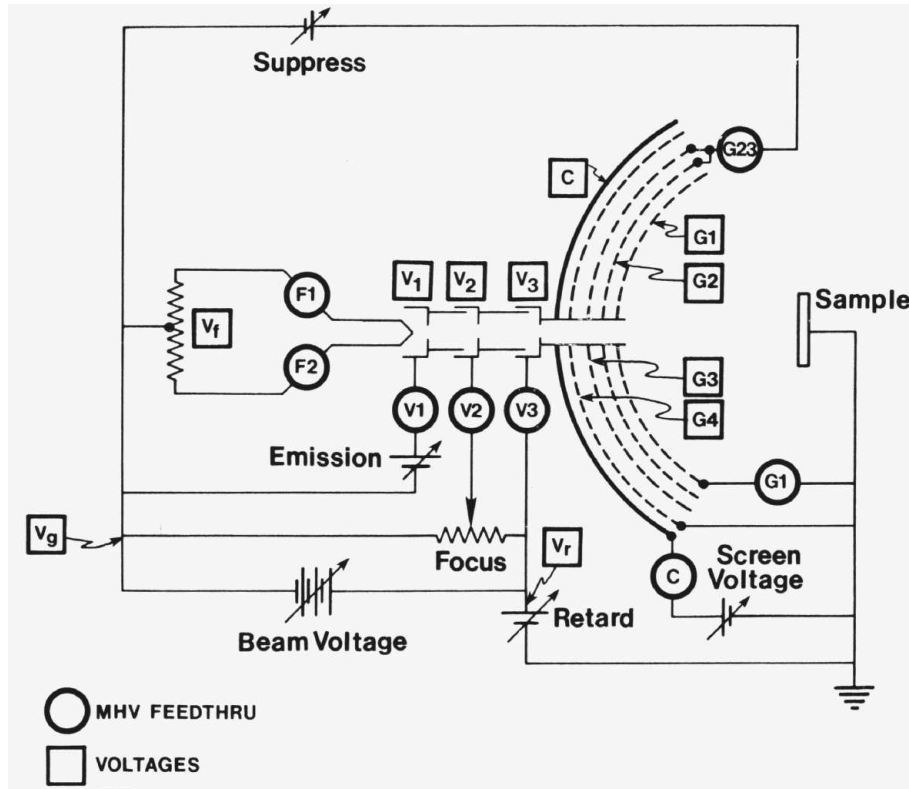 Suppress
G23
C
G1
G2
F1
V1
V2
V3
Vf
Sample
F2
G3
G4
V1
V2
V3
Emission
G1
Vg
Focus
Vr
C
Screen
Voltage
Beam Voltage
Retard
MHV FEEDTHRU
VOLTAGES